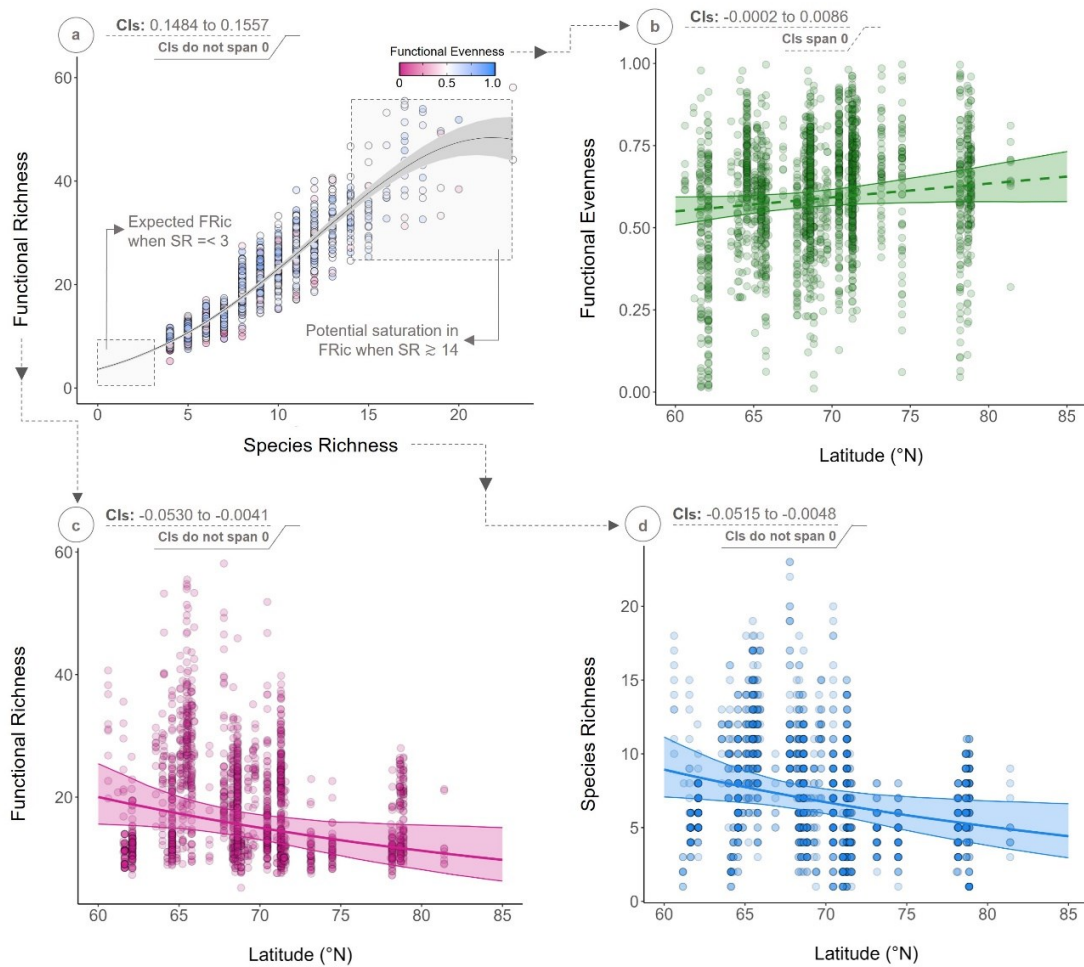 a
CIs: 0.1484 to 0.1557
CIs do not span 0
Functional Evenness
0 0.5 1.0
60
40
20
0
Functional Richness
Expected FRic
when SR =< 3
Potential saturation in
FRic when SR ≳ 14
0 5 10 15 20
Species Richness
b
CIs: -0.0002 to 0.0086
CIs span 0
1.00
0.75
0.50
0.25
0.00
Functional Evenness
60 65 70 75 80 85
Latitude (°N)
c
CIs: -0.0530 to -0.0041
CIs do not span 0
60
40
20
Functional Richness
60 65 70 75 80 85
Latitude (°N)
d
CIs: -0.0515 to -0.0048
CIs do not span 0
20
15
10
5
0
Species Richness
60 65 70 75 80 85
Latitude (°N)